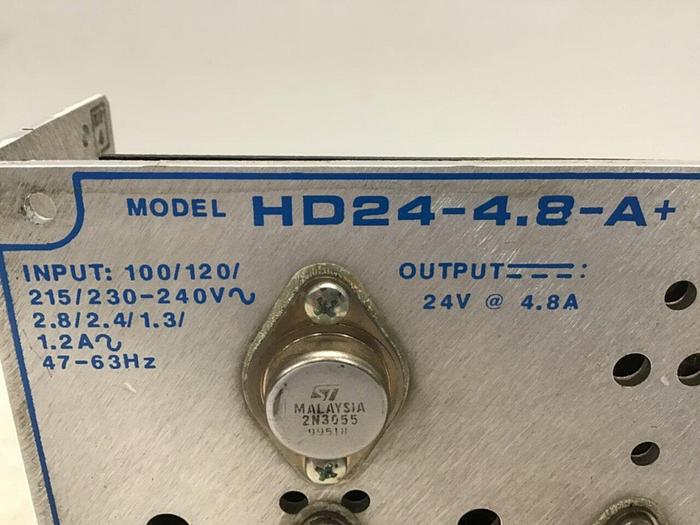 MODEL HD24-4.8-A+
INPUT: 100/120/
215/230-240V∿
2.8/2.4/1.3/
1.2A∿
47-63Hz
OUTPUT⎓:
24V @ 4.8A
ST
MALAYSIA
2N3055